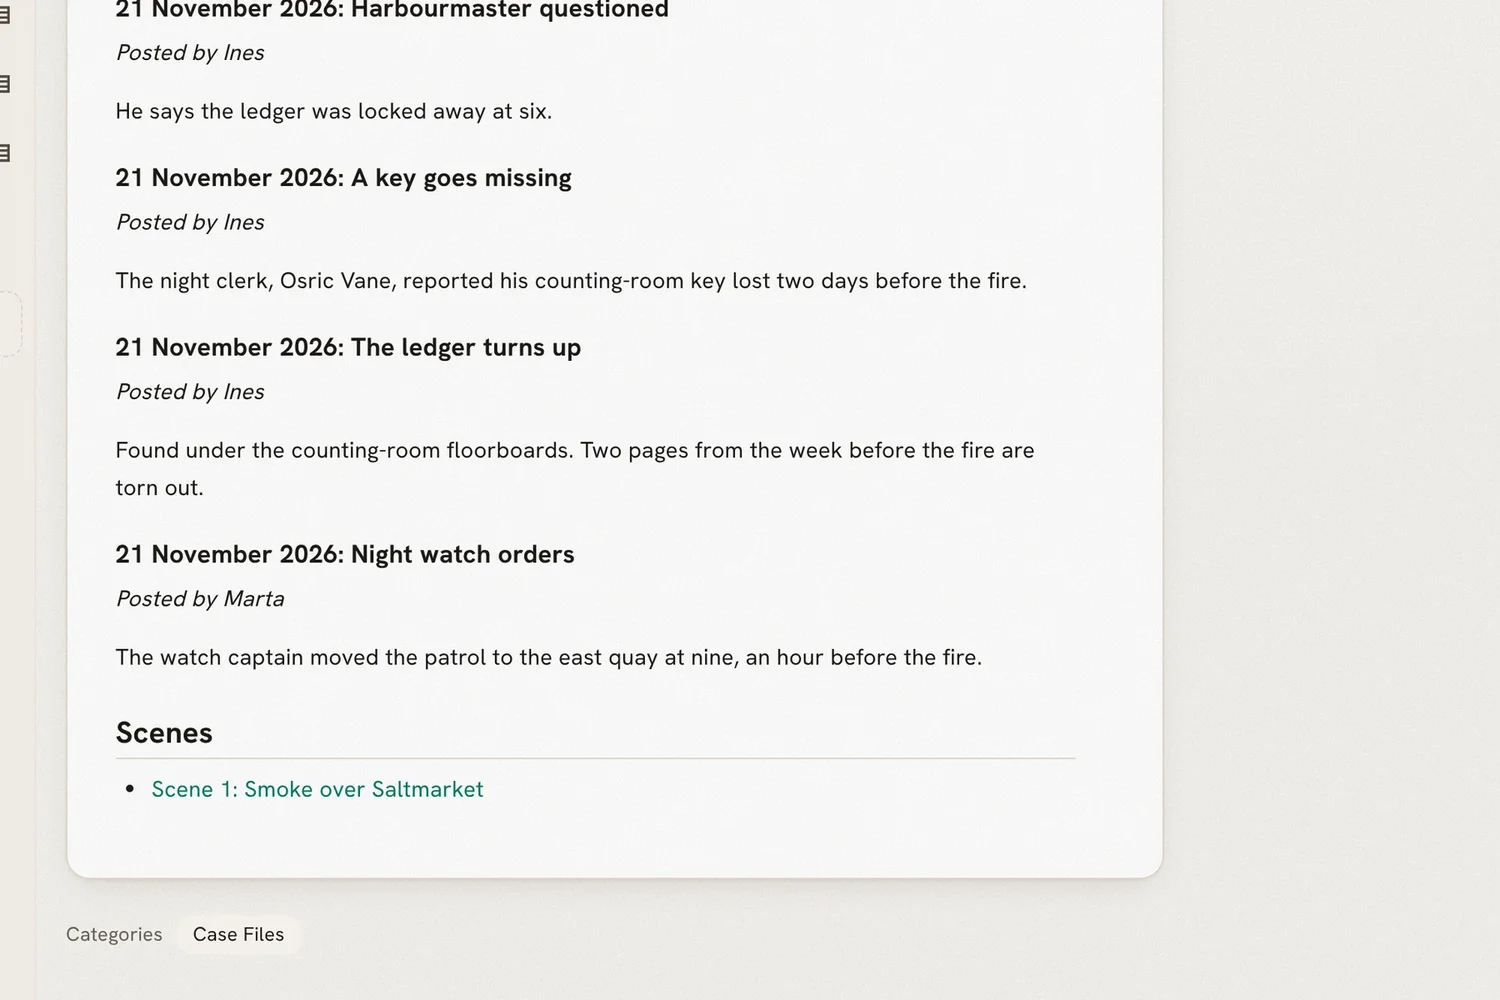 21 November 2026: Harbourmaster questioned
Posted by Ines
He says the ledger was locked away at six.
21 November 2026: A key goes missing
Posted by Ines
The night clerk, Osric Vane, reported his counting-room key lost two days before the fire.
21 November 2026: The ledger turns up
Posted by Ines
Found under the counting-room floorboards. Two pages from the week before the fire are
torn out.
21 November 2026: Night watch orders
Posted by Marta
The watch captain moved the patrol to the east quay at nine, an hour before the fire.
Scenes
Scene 1: Smoke over Saltmarket
Categories
Case Files